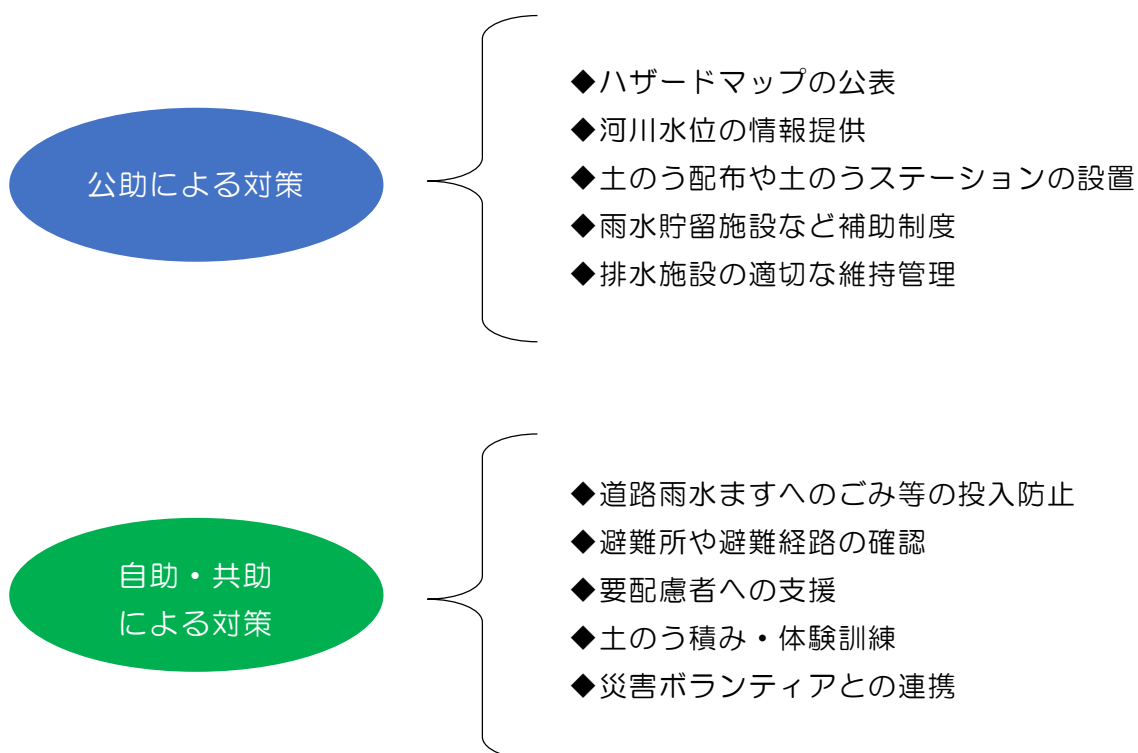 公助による対策
◆ハザードマップの公表
◆河川水位の情報提供
◆土のう配布や土のうステーションの設置
◆雨水貯留施設など補助制度
◆排水施設の適切な維持管理
自助・共助
による対策
◆道路雨水ますへのごみ等の投入防止
◆避難所や避難経路の確認
◆要配慮者への支援
◆土のう積み・体験訓練
◆災害ボランティアとの連携